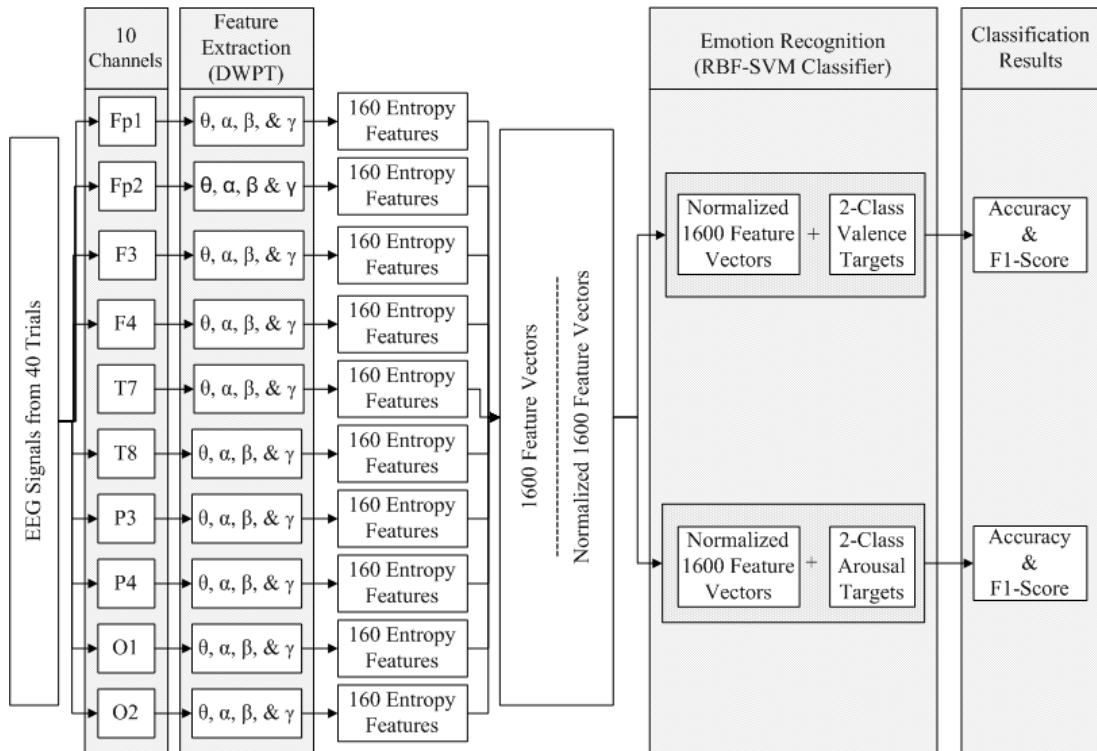 10
Channels
Feature
Extraction
(DWPT)
Emotion Recognition
(RBF-SVM Classifier)
Classification
Results
EEG Signals from 40 Trials
Fp1
θ, α, β, & γ
160 Entropy
Features
Fp2
θ, α, β & γ
160 Entropy
Features
F3
θ, α, β, & γ
160 Entropy
Features
F4
θ, α, β, & γ
160 Entropy
Features
T7
θ, α, β, & γ
160 Entropy
Features
T8
θ, α, β, & γ
160 Entropy
Features
P3
θ, α, β, & γ
160 Entropy
Features
P4
θ, α, β, & γ
160 Entropy
Features
O1
θ, α, β, & γ
160 Entropy
Features
O2
θ, α, β, & γ
160 Entropy
Features
1600 Feature Vectors
Normalized 1600 Feature Vectors
Normalized
1600 Feature
Vectors
+
2-Class
Valence
Targets
Accuracy
&
F1-Score
Normalized
1600 Feature
Vectors
+
2-Class
Arousal
Targets
Accuracy
&
F1-Score